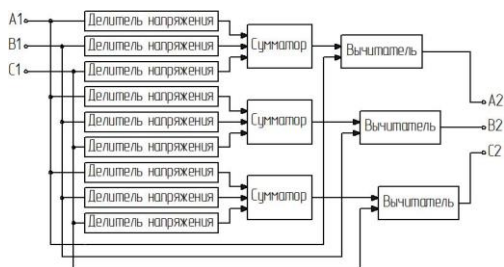 A1
Делитель напряжения
B1
Делитель напряжения
Сумматор
Вычитатель
C1
Делитель напряжения
Делитель напряжения
A2
Делитель напряжения
Сумматор
Вычитатель
B2
Делитель напряжения
C2
Делитель напряжения
Делитель напряжения
Сумматор
Вычитатель
Делитель напряжения